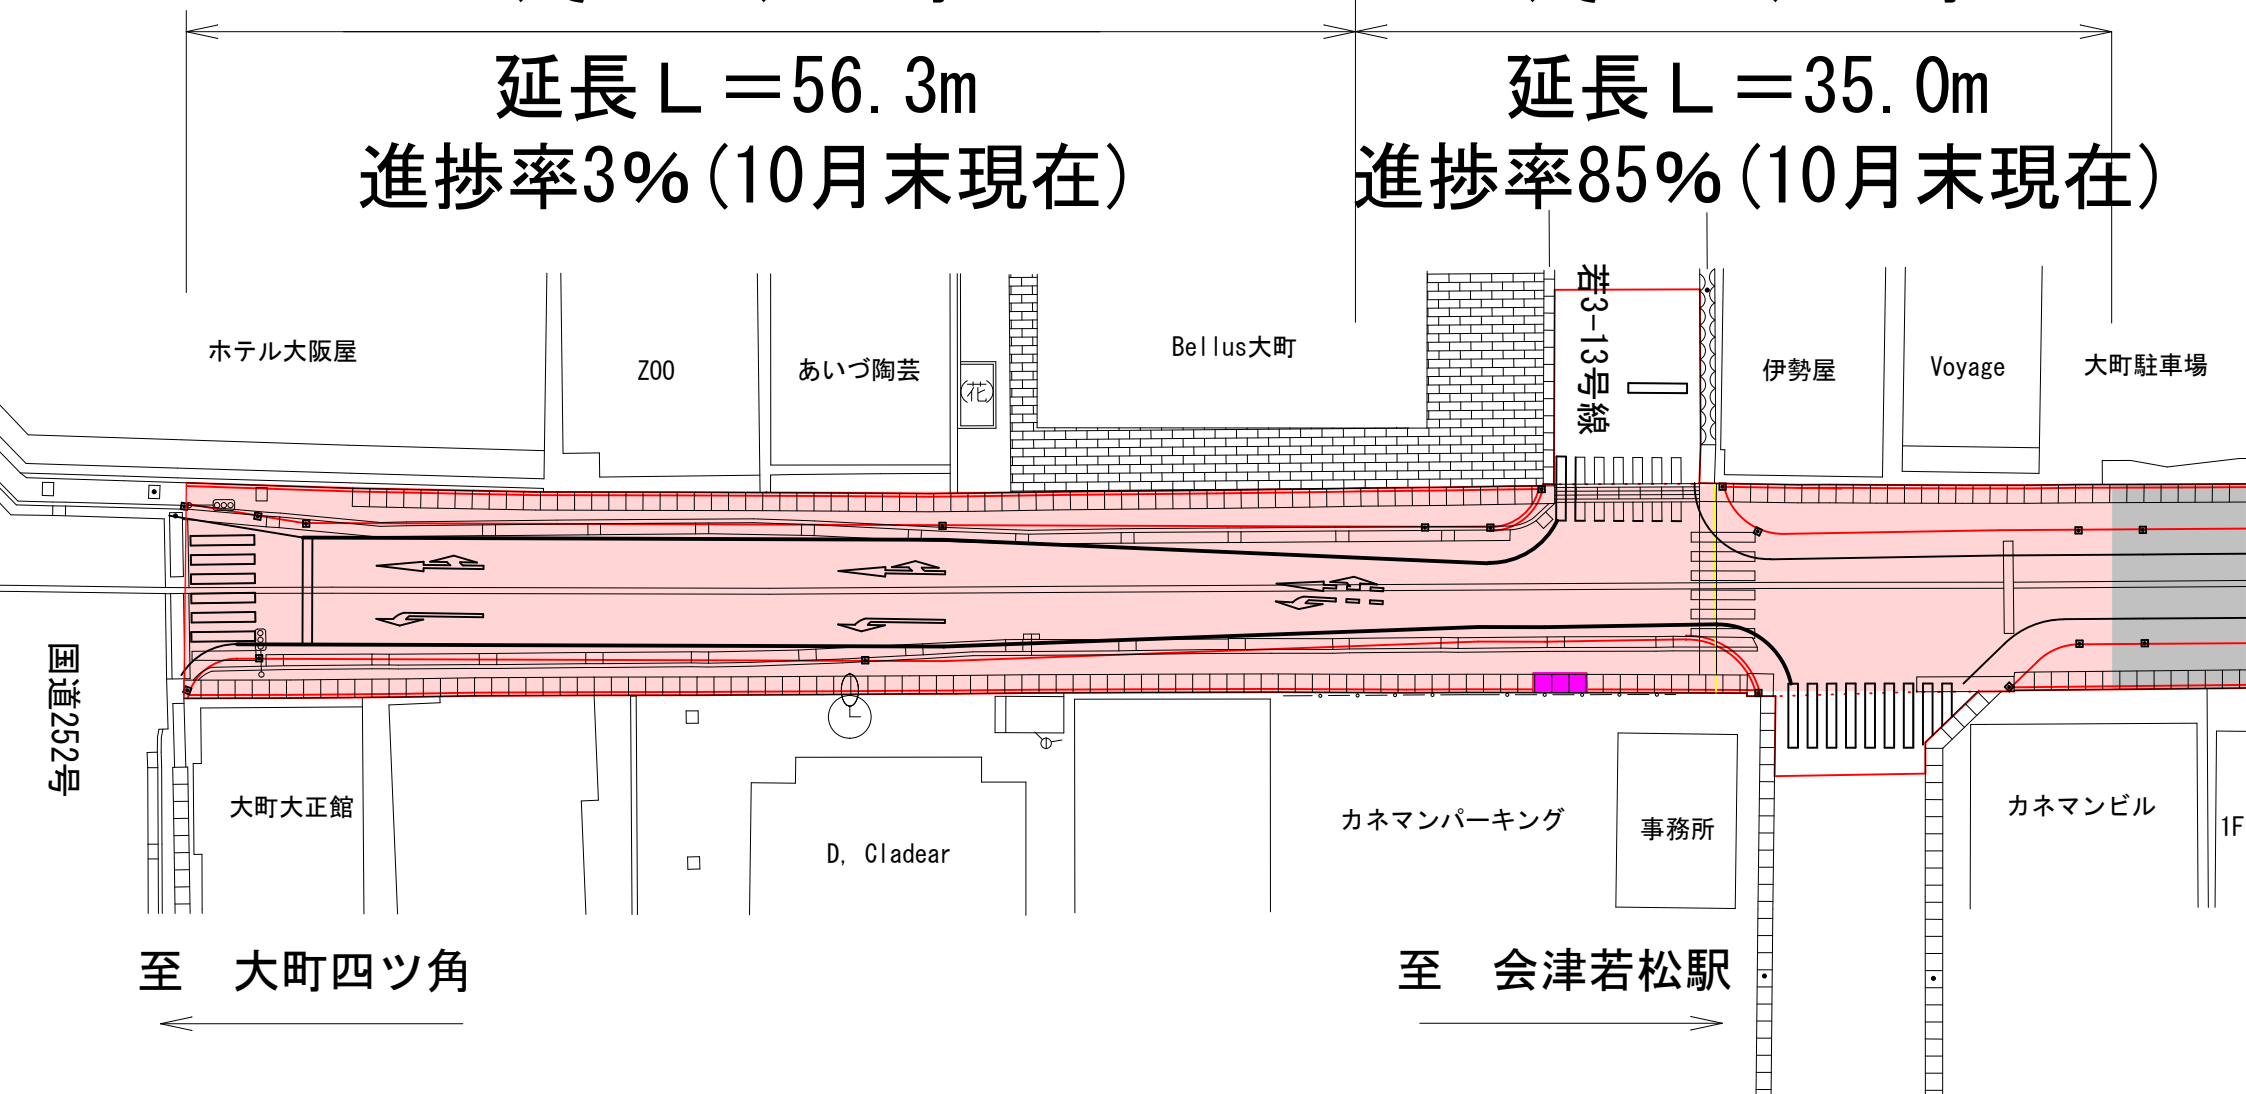 延長L=56.3m
進捗率3%(10月末現在)
延長L=35.0m
進捗率85%(10月末現在)
ホテル大阪屋
ZOO
あいづ陶芸
(花)
Bellus大町
若3-13号線
伊勢屋
Voyage
大町駐車場
国道252号
大町大正館
D, Cladear
カネマンパーキング
事務所
カネマンビル
1F
至 大町四ツ角
至 会津若松駅